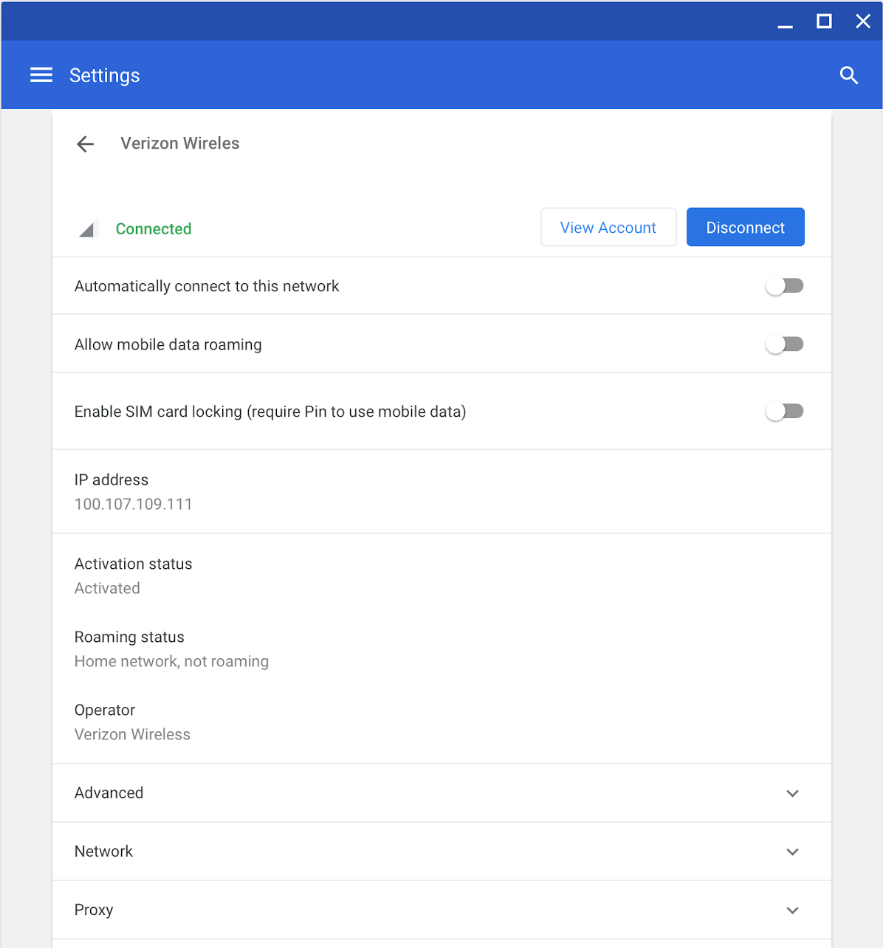 Settings
Verizon Wireles
Connected
View Account
Disconnect
Automatically connect to this network
Allow mobile data roaming
Enable SIM card locking (require Pin to use mobile data)
IP address
100.107.109.111
Activation status
Activated
Roaming status
Home network, not roaming
Operator
Verizon Wireless
Advanced
Network
Proxy